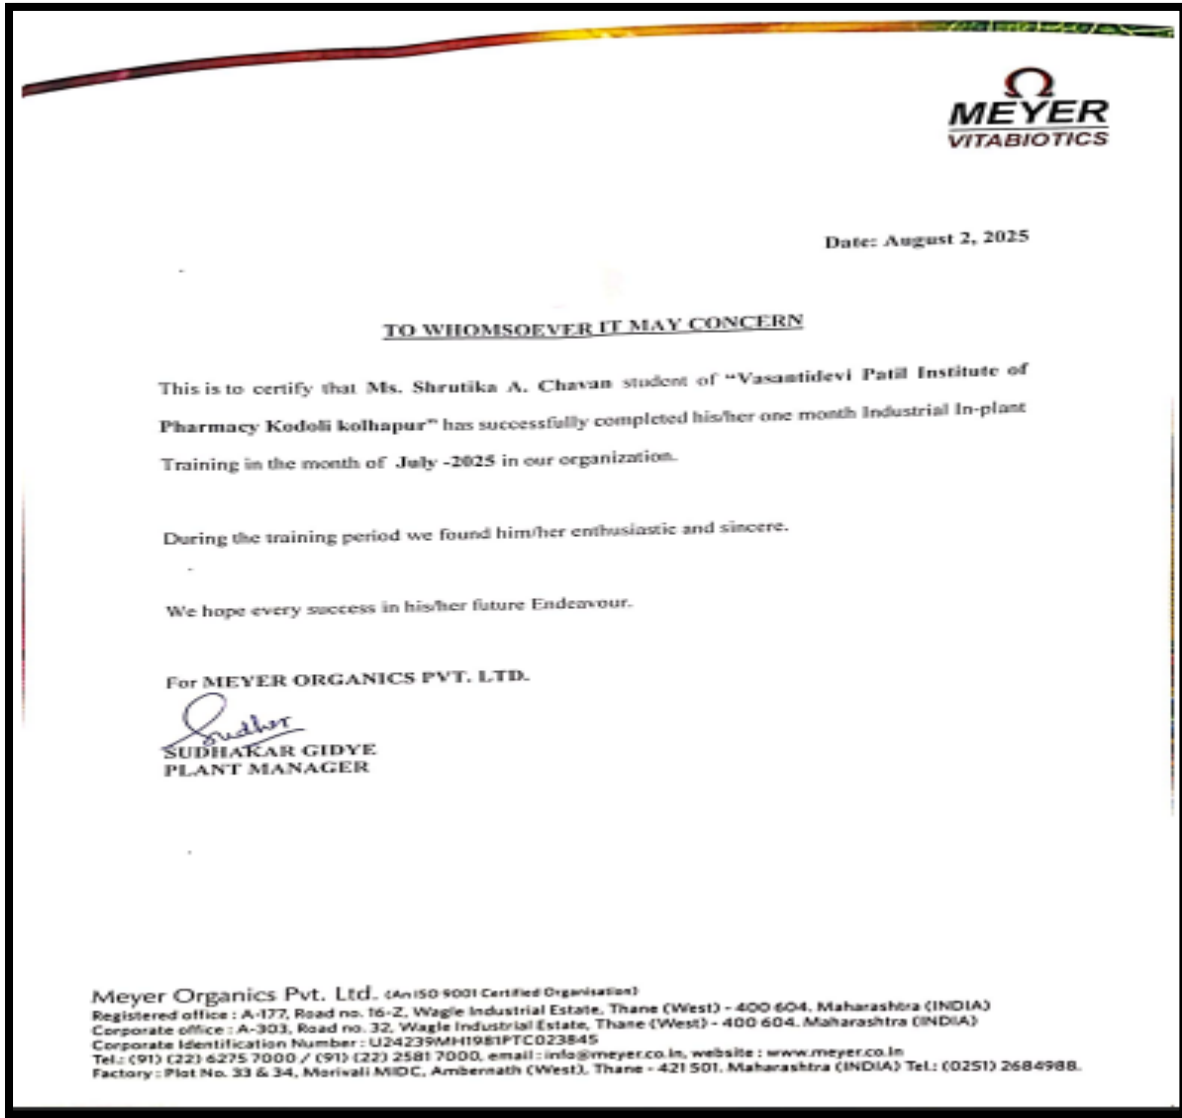 MEYER
VITABIOTICS
Date: August 2, 2025
TO WHOMSOEVER IT MAY CONCERN
This is to certify that Ms. Shrutika A. Chavan student of “Vasantidevi Patil Institute of
Pharmacy Kodoli kolhapur” has successfully completed his/her one month Industrial In-plant
Training in the month of July -2025 in our organization.
During the training period we found him/her enthusiastic and sincere.
We hope every success in his/her future Endeavour.
For MEYER ORGANICS PVT. LTD.
Sudhir
SUDHAKAR GIDYE
PLANT MANAGER
Meyer Organics Pvt. Ltd. (An ISO 9001 Certified Organisation)
Registered office : A-177, Road no. 16-Z, Wagle Industrial Estate, Thane (West) - 400 604. Maharashtra (INDIA)
Corporate office : A-303, Road no. 32, Wagle Industrial Estate, Thane (West) - 400 604. Maharashtra (INDIA)
Corporate Identification Number : U24239MH1981PTC023845
Tel.: (91) (22) 6275 7000 / (91) (22) 2581 7000, email : info@meyer.co.in, website : www.meyer.co.in
Factory : Plot No. 33 & 34, Morivali MIDC, Ambernath (West), Thane - 421 501. Maharashtra (INDIA) Tel.: (0251) 2684988.